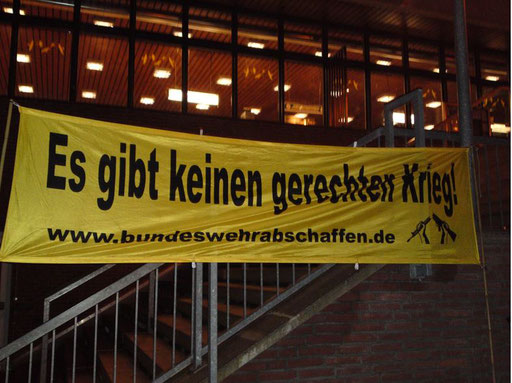 Es gibt keinen gerechten Krieg!
www.bundeswehrabschaffen.de